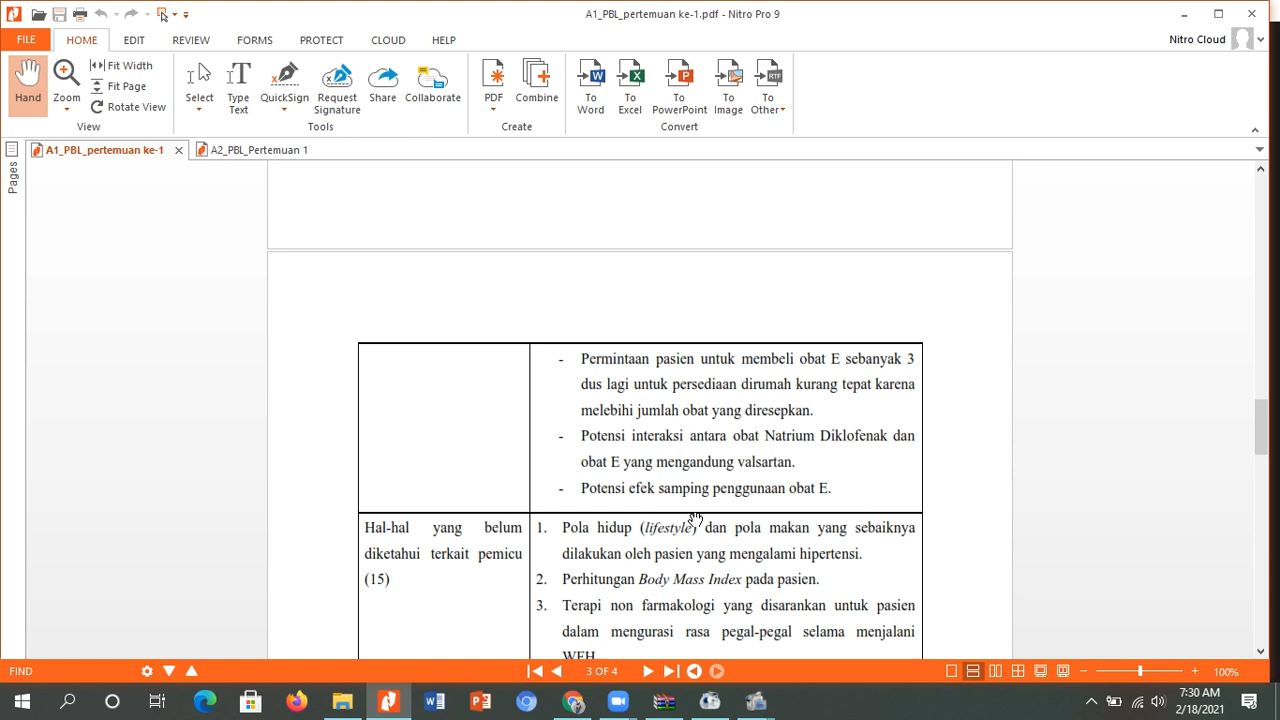 A1_PBL_pertemuan ke-1.pdf - Nitro Pro 9
FILE HOME EDIT REVIEW FORMS PROTECT CLOUD HELP Nitro Cloud
Hand
Zoom
Fit Width
Fit Page
Rotate View
View
Select
Type Text
QuickSign
Request Signature
Share
Collaborate
Tools
PDF
Combine
Create
To Word
To Excel
To PowerPoint
To Image
To Other
Convert
A1_PBL_pertemuan ke-1 A2_PBL_Pertemuan 1
Pages
- Permintaan pasien untuk membeli obat E sebanyak 3
dus lagi untuk persediaan dirumah kurang tepat karena
melebihi jumlah obat yang diresepkan.
- Potensi interaksi antara obat Natrium Diklofenak dan
obat E yang mengandung valsartan.
- Potensi efek samping penggunaan obat E.
Hal-hal yang belum
diketahui terkait pemicu
(15)
1. Pola hidup (lifestyle) dan pola makan yang sebaiknya
dilakukan oleh pasien yang mengalami hipertensi.
2. Perhitungan Body Mass Index pada pasien.
3. Terapi non farmakologi yang disarankan untuk pasien
dalam mengurasi rasa pegal-pegal selama menjalani
WFH
FIND 3 OF 4 100%
7:30 AM
2/18/2021